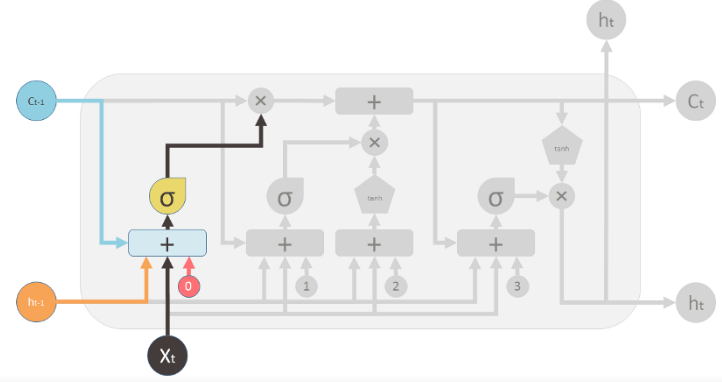 ht
Ct-1
×
+
Ct
tanh
×
σ
σ
tanh
σ
×
+
+
+
+
ht-1
0
1
2
3
ht
Xt